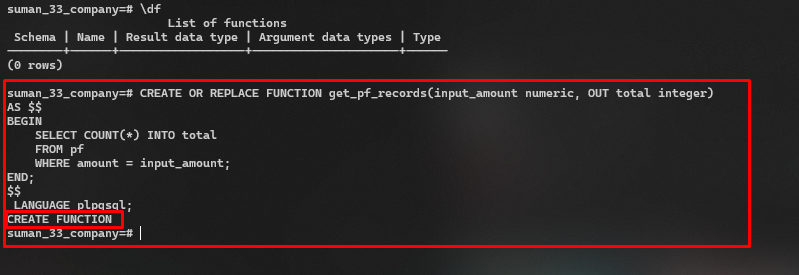 suman_33_company=# \df
List of functions
Schema | Name | Result data type | Argument data types | Type
--------+------+------------------+---------------------+------
(0 rows)
suman_33_company=# CREATE OR REPLACE FUNCTION get_pf_records(input_amount numeric, OUT total integer)
AS $$
BEGIN
    SELECT COUNT(*) INTO total
    FROM pf
    WHERE amount = input_amount;
END;
$$
 LANGUAGE plpgsql;
CREATE FUNCTION
suman_33_company=#